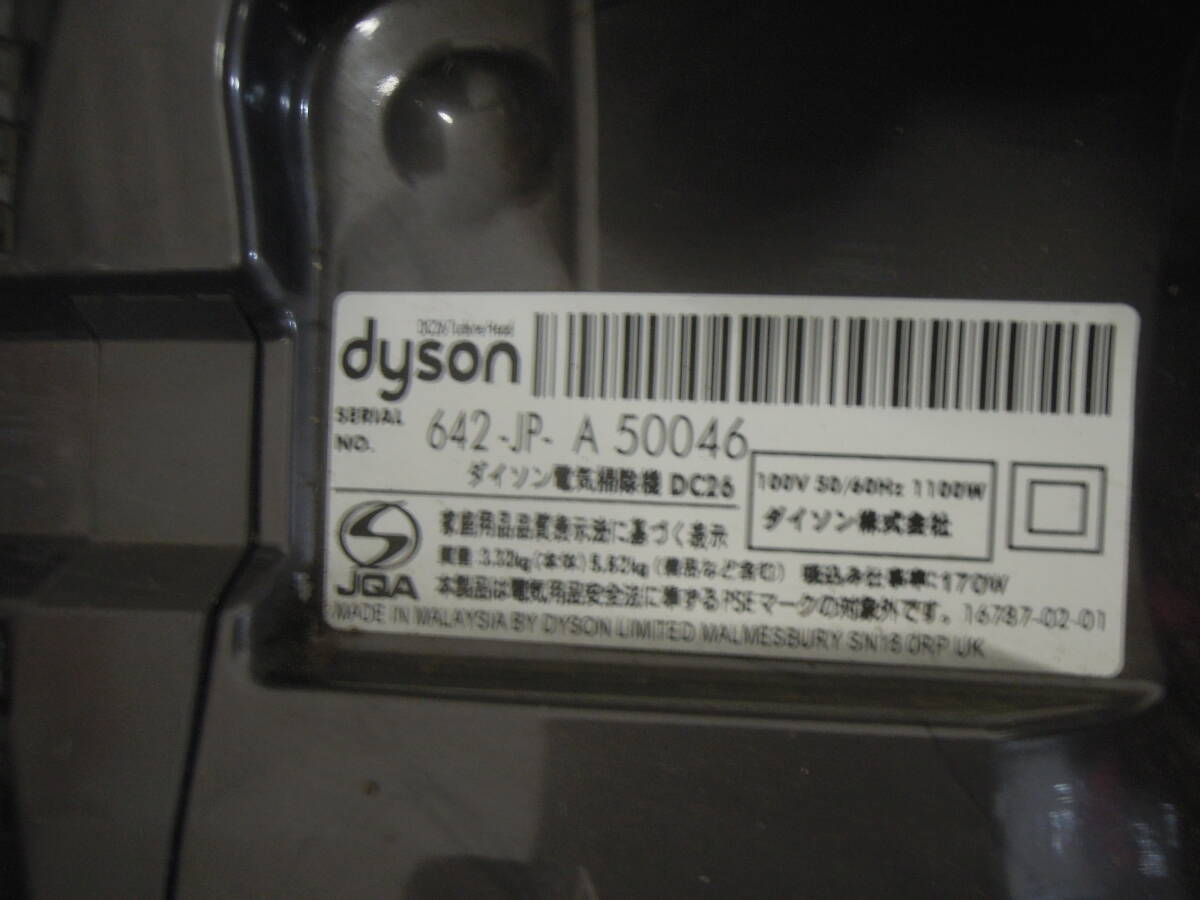 DC26 Turbine Head
dyson
SERIAL NO. 642-JP- A 50046
ダイソン電気掃除機 DC26
100V 50/60Hz 1100W
ダイソン株式会社
JQA
家庭用品品質表示法に基づく表示
質量:3.32kg(本体)5.62kg(備品など含む) 吸込み仕事率:170W
本製品は電気用品安全法に準ずるPSEマークの対象外です。16787-02-01
MADE IN MALAYSIA BY DYSON LIMITED MALMESBURY SN16 0RP UK